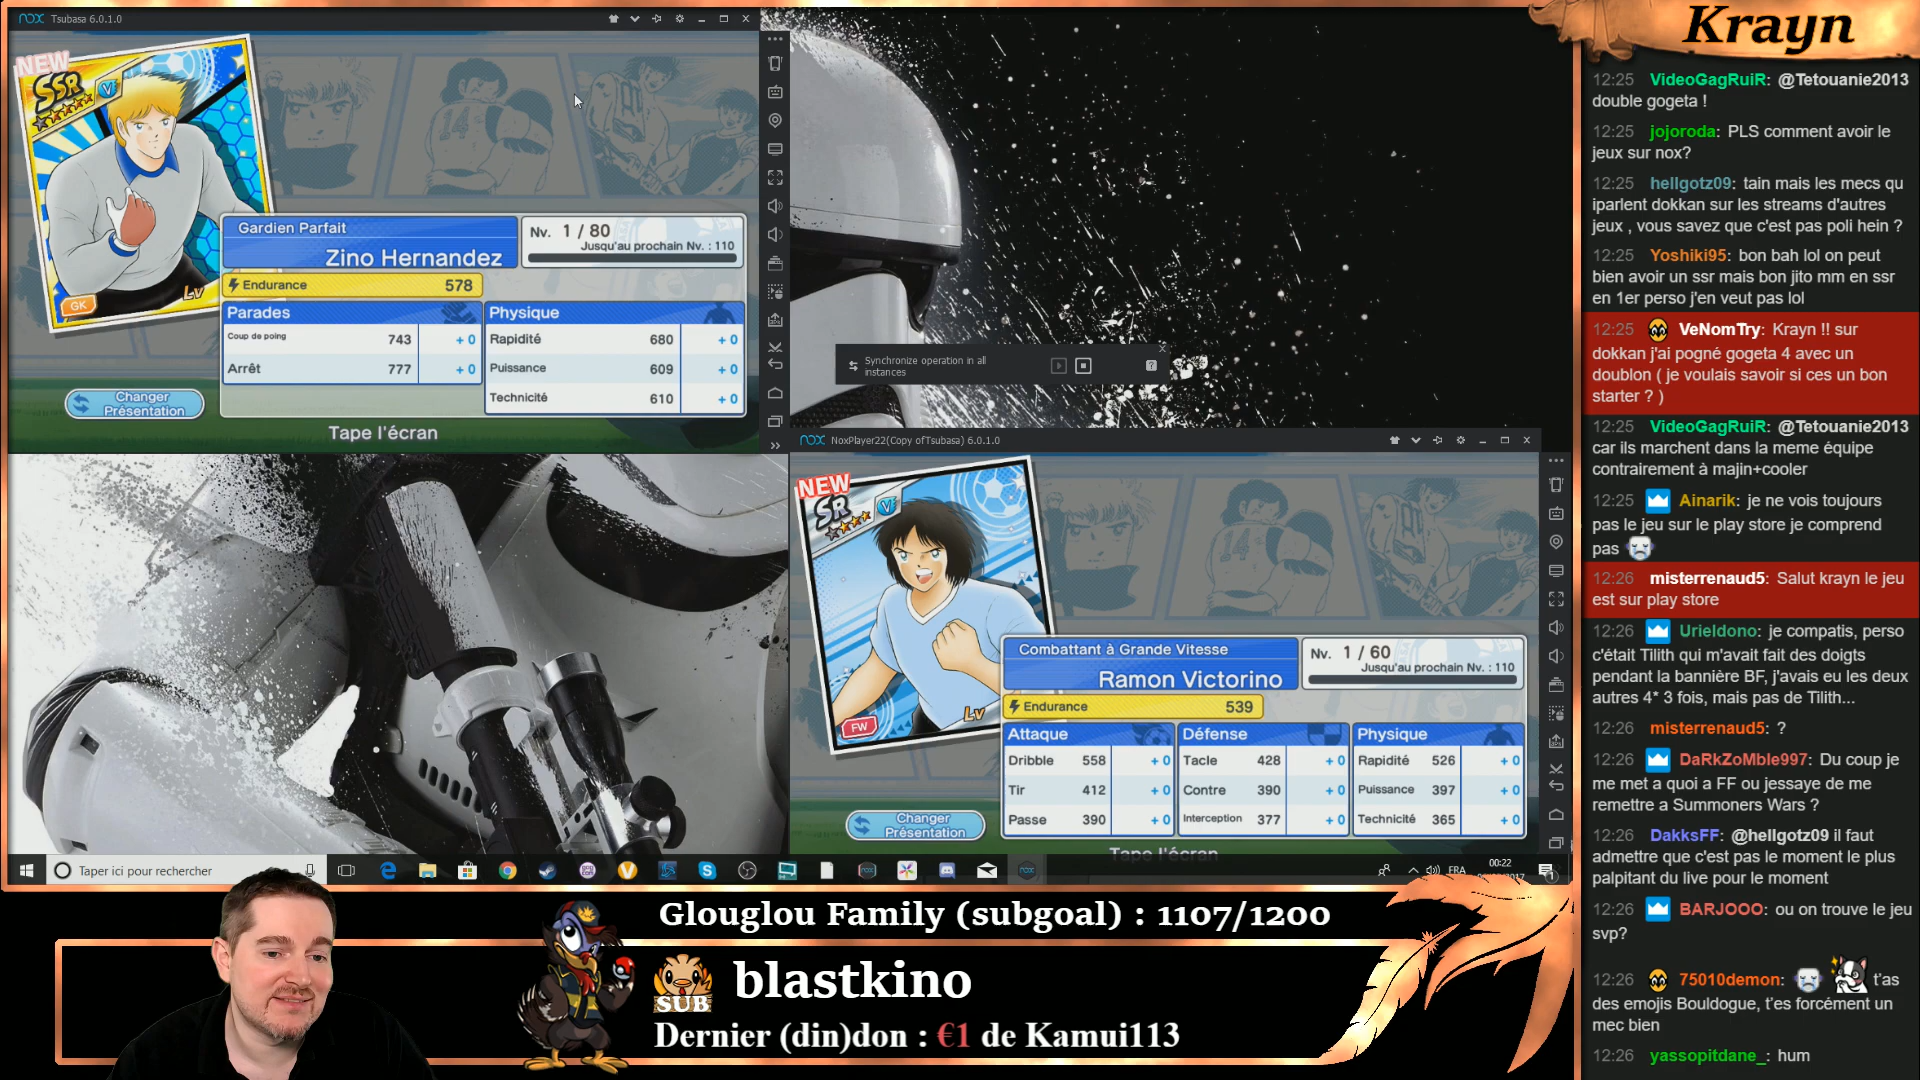 nox Tsubasa 6.0.1.0
NEW
SSR
VF
GK
Lv
Gardien Parfait
Zino Hernandez
Nv. 1 / 80
Jusqu'au prochain Nv. : 110
Endurance 578
Parades
Coup de poing 743 + 0
Arrêt 777 + 0
Physique
Rapidité 680 + 0
Puissance 609 + 0
Technicité 610 + 0
Changer
Présentation
Tape l'écran
Synchronize operation in all
instances
nox NoxPlayer22(Copy ofTsubasa) 6.0.1.0
NEW
SR
VF
FW
Lv
Combattant à Grande Vitesse
Ramon Victorino
Nv. 1 / 60
Jusqu'au prochain Nv. : 110
Endurance 539
Attaque
Dribble 558 + 0
Tir 412 + 0
Passe 390 + 0
Défense
Tacle 428 + 0
Contre 390 + 0
Interception 377 + 0
Physique
Rapidité 526 + 0
Puissance 397 + 0
Technicité 365 + 0
Changer
Présentation
Tape l'écran
Taper ici pour rechercher
FRA
00:22
Glouglou Family (subgoal) : 1107/1200
SUB
blastkino
Dernier (din)don : €1 de Kamui113
Krayn
12:25 VideoGagRuiR: @Tetouanie2013
double gogeta !
12:25 jojoroda: PLS comment avoir le
jeux sur nox?
12:25 hellgotz09: tain mais les mecs qu
iparlent dokkan sur les streams d'autres
jeux , vous savez que c'est pas poli hein ?
12:25 Yoshiki95: bon bah lol on peut
bien avoir un ssr mais bon jito mm en ssr
en 1er perso j'en veut pas lol
12:25 VeNomTry: Krayn !! sur
dokkan j'ai pogné gogeta 4 avec un
doublon ( je voulais savoir si ces un bon
starter ? )
12:25 VideoGagRuiR: @Tetouanie2013
car ils marchent dans la meme équipe
contrairement à majin+cooler
12:25 Ainarik: je ne vois toujours
pas le jeu sur le play store je comprend
pas
12:26 misterrenaud5: Salut krayn le jeu
est sur play store
12:26 Urieldono: je compatis, perso
c'était Tilith qui m'avait fait des doigts
pendant la bannière BF, j'avais eu les deux
autres 4* 3 fois, mais pas de Tilith...
12:26 misterrenaud5: ?
12:26 DaRkZoMble997: Du coup je
me met a quoi a FF ou jessaye de me
remettre a Summoners Wars ?
12:26 DakksFF: @hellgotz09 il faut
admettre que c'est pas le moment le plus
palpitant du live pour le moment
12:26 BARJOOO: ou on trouve le jeu
svp?
12:26 75010demon: t'as
des emojis Bouldogue, t'es forcément un
mec bien
12:26 yassopitdane_: hum